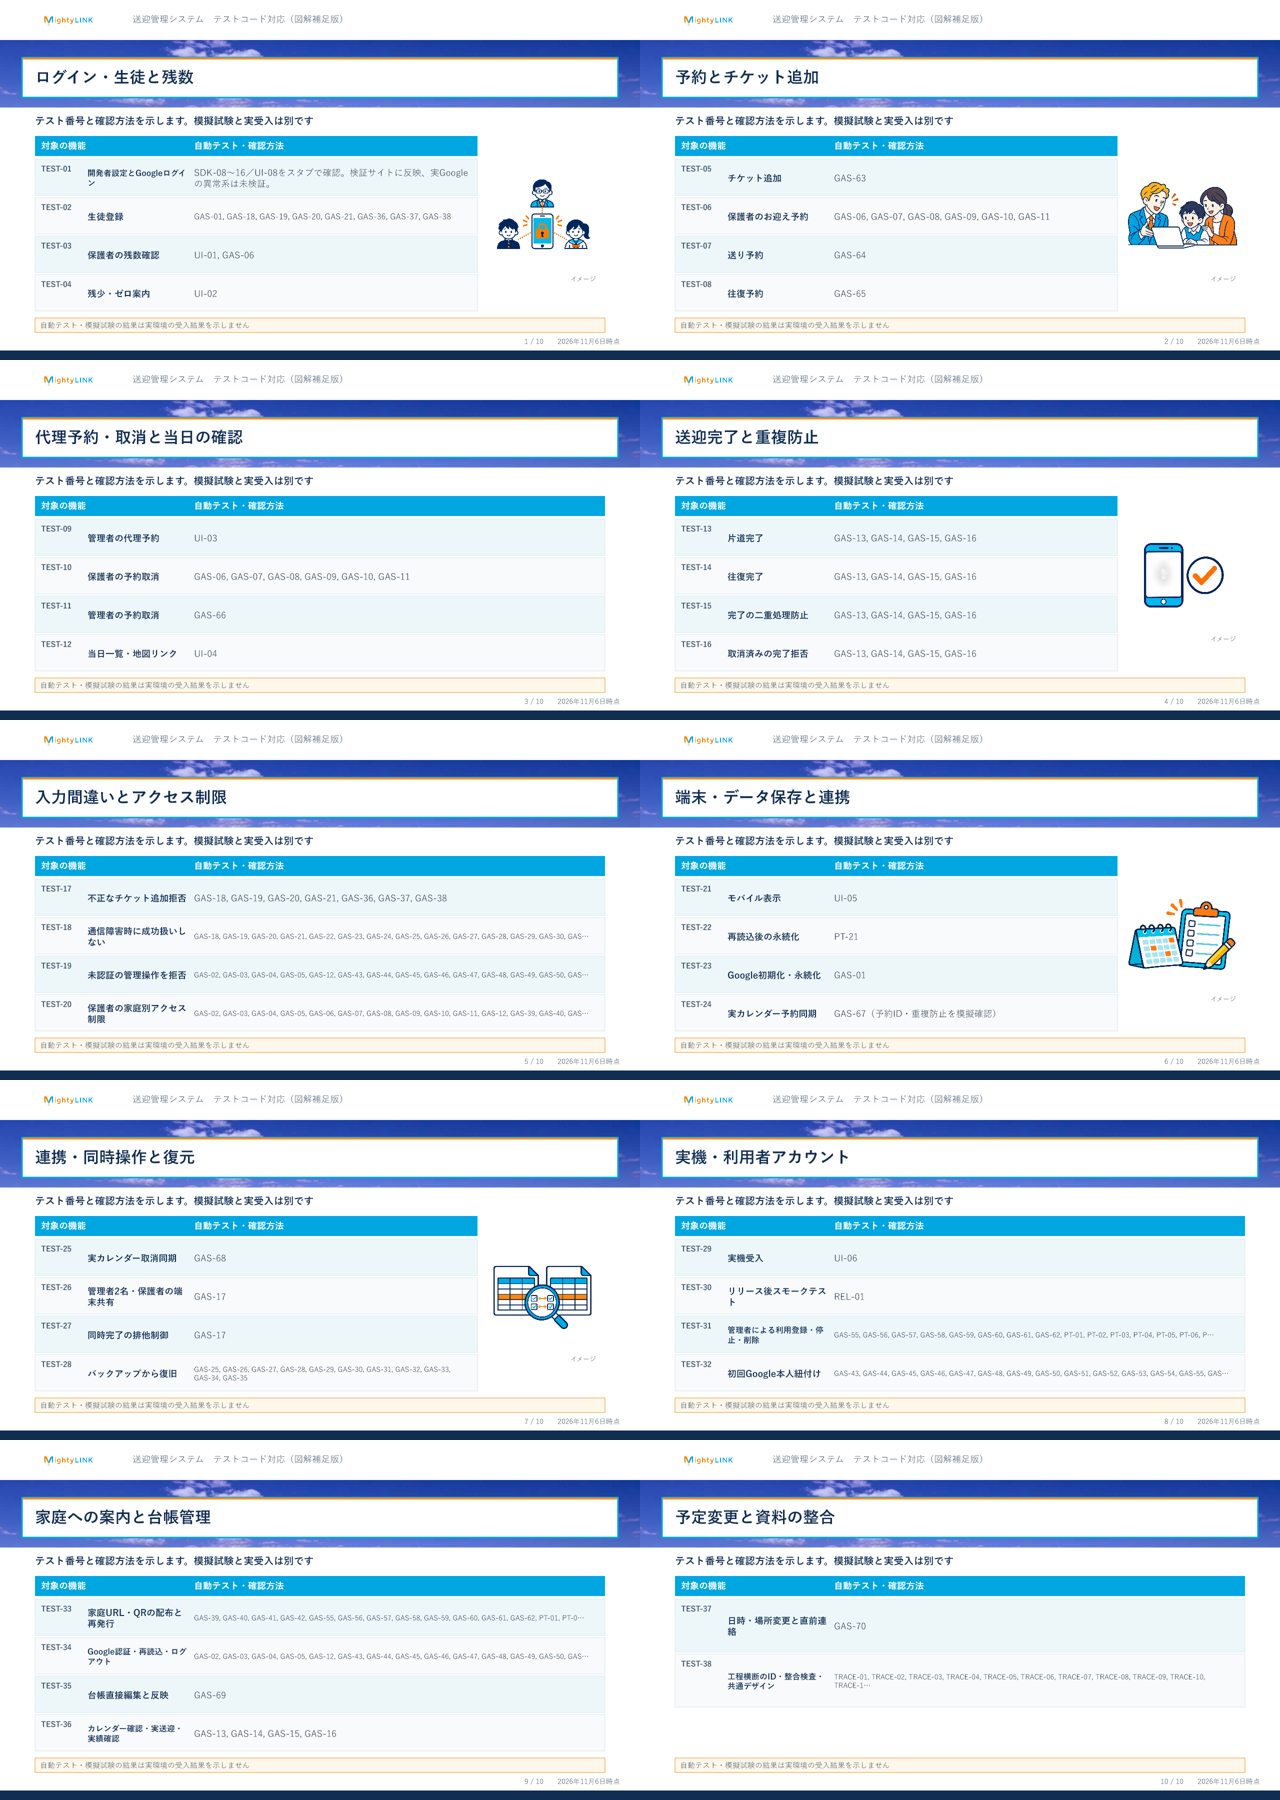 MightyLINK 送迎管理システム テストコード対応（図解補足版）
ログイン・生徒と残数
テスト番号と確認方法を示します。模擬試験と実受入は別です
対象の機能 自動テスト・確認方法
TEST-01 開発者設定とGoogleログイン SDK-08～16／UI-08をスタブで確認。検証サイトに反映、実Googleの異常系は未検証。
TEST-02 生徒登録 GAS-01, GAS-18, GAS-19, GAS-20, GAS-21, GAS-36, GAS-37, GAS-38
TEST-03 保護者の残数確認 UI-01, GAS-06
TEST-04 残少・ゼロ案内 UI-02
イメージ
自動テスト・模擬試験の結果は実環境の受入結果を示しません
1 / 10 2026年11月6日時点
MightyLINK 送迎管理システム テストコード対応（図解補足版）
予約とチケット追加
テスト番号と確認方法を示します。模擬試験と実受入は別です
対象の機能 自動テスト・確認方法
TEST-05 チケット追加 GAS-63
TEST-06 保護者のお迎え予約 GAS-06, GAS-07, GAS-08, GAS-09, GAS-10, GAS-11
TEST-07 送り予約 GAS-64
TEST-08 往復予約 GAS-65
イメージ
自動テスト・模擬試験の結果は実環境の受入結果を示しません
2 / 10 2026年11月6日時点
MightyLINK 送迎管理システム テストコード対応（図解補足版）
代理予約・取消と当日の確認
テスト番号と確認方法を示します。模擬試験と実受入は別です
対象の機能 自動テスト・確認方法
TEST-09 管理者の代理予約 UI-03
TEST-10 保護者の予約取消 GAS-06, GAS-07, GAS-08, GAS-09, GAS-10, GAS-11
TEST-11 管理者の予約取消 GAS-66
TEST-12 当日一覧・地図リンク UI-04
自動テスト・模擬試験の結果は実環境の受入結果を示しません
3 / 10 2026年11月6日時点
MightyLINK 送迎管理システム テストコード対応（図解補足版）
送迎完了と重複防止
テスト番号と確認方法を示します。模擬試験と実受入は別です
対象の機能 自動テスト・確認方法
TEST-13 片道完了 GAS-13, GAS-14, GAS-15, GAS-16
TEST-14 往復完了 GAS-13, GAS-14, GAS-15, GAS-16
TEST-15 完了の二重処理防止 GAS-13, GAS-14, GAS-15, GAS-16
TEST-16 取消済みの完了拒否 GAS-13, GAS-14, GAS-15, GAS-16
イメージ
自動テスト・模擬試験の結果は実環境の受入結果を示しません
4 / 10 2026年11月6日時点
MightyLINK 送迎管理システム テストコード対応（図解補足版）
入力間違いとアクセス制限
テスト番号と確認方法を示します。模擬試験と実受入は別です
対象の機能 自動テスト・確認方法
TEST-17 不正なチケット追加拒否 GAS-18, GAS-19, GAS-20, GAS-21, GAS-36, GAS-37, GAS-38
TEST-18 通信障害時に成功扱いしない GAS-18, GAS-19, GAS-20, GAS-21, GAS-22, GAS-23, GAS-24, GAS-25, GAS-26, GAS-27, GAS-28, GAS-29, GAS-30, GAS…
TEST-19 未認証の管理操作を拒否 GAS-02, GAS-03, GAS-04, GAS-05, GAS-12, GAS-43, GAS-44, GAS-45, GAS-46, GAS-47, GAS-48, GAS-49, GAS-50, GAS…
TEST-20 保護者の家庭別アクセス制限 GAS-02, GAS-03, GAS-04, GAS-05, GAS-06, GAS-07, GAS-08, GAS-09, GAS-10, GAS-11, GAS-12, GAS-39, GAS-40, GAS…
自動テスト・模擬試験の結果は実環境の受入結果を示しません
5 / 10 2026年11月6日時点
MightyLINK 送迎管理システム テストコード対応（図解補足版）
端末・データ保存と連携
テスト番号と確認方法を示します。模擬試験と実受入は別です
対象の機能 自動テスト・確認方法
TEST-21 モバイル表示 UI-05
TEST-22 再読込後の永続化 PT-21
TEST-23 Google初期化・永続化 GAS-01
TEST-24 実カレンダー予約同期 GAS-67（予約ID・重複防止を模擬確認）
イメージ
自動テスト・模擬試験の結果は実環境の受入結果を示しません
6 / 10 2026年11月6日時点
MightyLINK 送迎管理システム テストコード対応（図解補足版）
連携・同時操作と復元
テスト番号と確認方法を示します。模擬試験と実受入は別です
対象の機能 自動テスト・確認方法
TEST-25 実カレンダー取消同期 GAS-68
TEST-26 管理者2名・保護者の端末共有 GAS-17
TEST-27 同時完了の排他制御 GAS-17
TEST-28 バックアップから復旧 GAS-25, GAS-26, GAS-27, GAS-28, GAS-29, GAS-30, GAS-31, GAS-32, GAS-33, GAS-34, GAS-35
イメージ
自動テスト・模擬試験の結果は実環境の受入結果を示しません
7 / 10 2026年11月6日時点
MightyLINK 送迎管理システム テストコード対応（図解補足版）
実機・利用者アカウント
テスト番号と確認方法を示します。模擬試験と実受入は別です
対象の機能 自動テスト・確認方法
TEST-29 実機受入 UI-06
TEST-30 リリース後スモークテスト REL-01
TEST-31 管理者による利用登録・停止・削除 GAS-55, GAS-56, GAS-57, GAS-58, GAS-59, GAS-60, GAS-61, GAS-62, PT-01, PT-02, PT-03, PT-04, PT-05, PT-06, P…
TEST-32 初回Google本人紐付け GAS-43, GAS-44, GAS-45, GAS-46, GAS-47, GAS-48, GAS-49, GAS-50, GAS-51, GAS-52, GAS-53, GAS-54, GAS-55, GAS…
自動テスト・模擬試験の結果は実環境の受入結果を示しません
8 / 10 2026年11月6日時点
MightyLINK 送迎管理システム テストコード対応（図解補足版）
家庭への案内と台帳管理
テスト番号と確認方法を示します。模擬試験と実受入は別です
対象の機能 自動テスト・確認方法
TEST-33 家庭URL・QRの配布と再発行 GAS-39, GAS-40, GAS-41, GAS-42, GAS-55, GAS-56, GAS-57, GAS-58, GAS-59, GAS-60, GAS-61, GAS-62, PT-01, PT-0…
TEST-34 Google認証・再読込・ログアウト GAS-02, GAS-03, GAS-04, GAS-05, GAS-12, GAS-43, GAS-44, GAS-45, GAS-46, GAS-47, GAS-48, GAS-49, GAS-50, GAS…
TEST-35 台帳直接編集と反映 GAS-69
TEST-36 カレンダー確認・実送迎・実績確認 GAS-13, GAS-14, GAS-15, GAS-16
自動テスト・模擬試験の結果は実環境の受入結果を示しません
9 / 10 2026年11月6日時点
MightyLINK 送迎管理システム テストコード対応（図解補足版）
予定変更と資料の整合
テスト番号と確認方法を示します。模擬試験と実受入は別です
対象の機能 自動テスト・確認方法
TEST-37 日時・場所変更と直前連絡 GAS-70
TEST-38 工程横断のID・整合検査・共通デザイン TRACE-01, TRACE-02, TRACE-03, TRACE-04, TRACE-05, TRACE-06, TRACE-07, TRACE-08, TRACE-09, TRACE-10, TRACE-1…
自動テスト・模擬試験の結果は実環境の受入結果を示しません
10 / 10 2026年11月6日時点